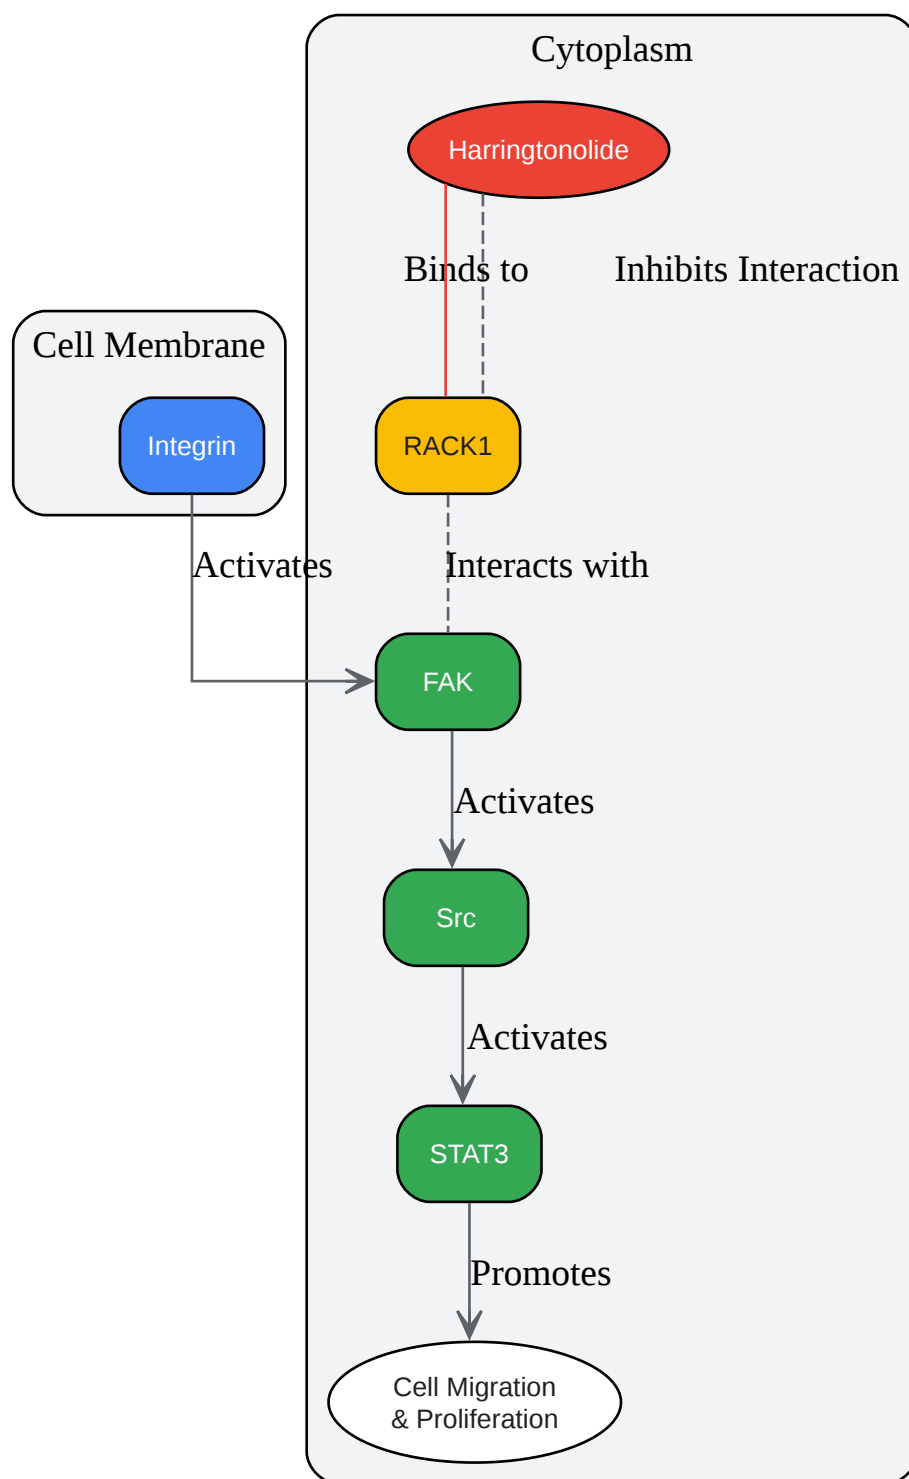 Cytoplasm
Harringtonolide
Binds to
Inhibits Interaction
Cell Membrane
Integrin
RACK1
Activates
Interacts with
FAK
Activates
Src
Activates
STAT3
Promotes
Cell Migration
& Proliferation